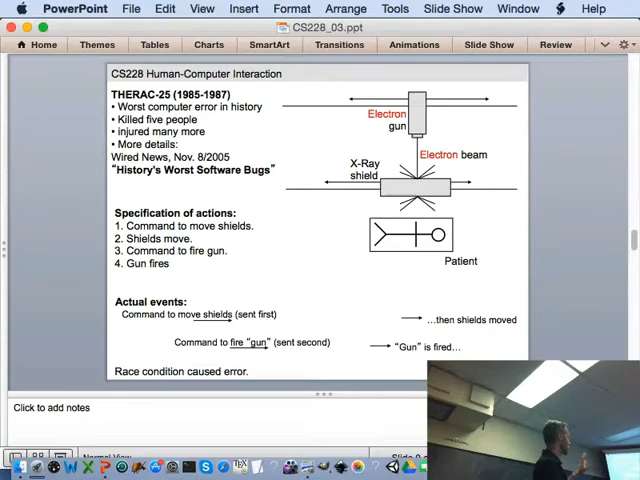 PowerPoint File Edit View Insert Format Arrange Tools Slide Show Window Help
CS228_03.ppt
Home Themes Tables Charts SmartArt Transitions Animations Slide Show Review
CS228 Human-Computer Interaction
THERAC-25 (1985-1987)
• Worst computer error in history
• Killed five people
• injured many more
• More details:
Wired News, Nov. 8/2005
“History's Worst Software Bugs”
Electron
gun
Electron beam
X-Ray
shield
Patient
Specification of actions:
1. Command to move shields.
2. Shields move.
3. Command to fire gun.
4. Gun fires
Actual events:
Command to move shields (sent first)
...then shields moved
Command to fire “gun” (sent second)
“Gun” is fired...
Race condition caused error.
Click to add notes
Normal View